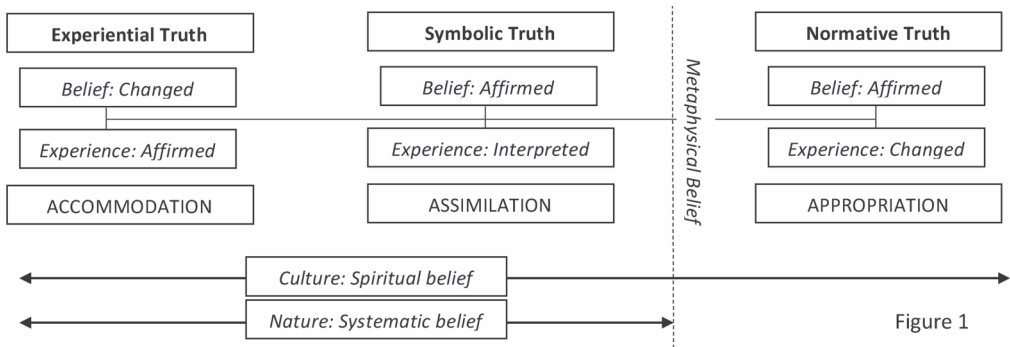 Experiential Truth
Symbolic Truth
Normative Truth
Belief: Changed
Belief: Affirmed
Belief: Affirmed
Metaphysical Belief
Experience: Affirmed
Experience: Interpreted
Experience: Changed
ACCOMMODATION
ASSIMILATION
APPROPRIATION
Culture: Spiritual belief
Nature: Systematic belief
Figure 1